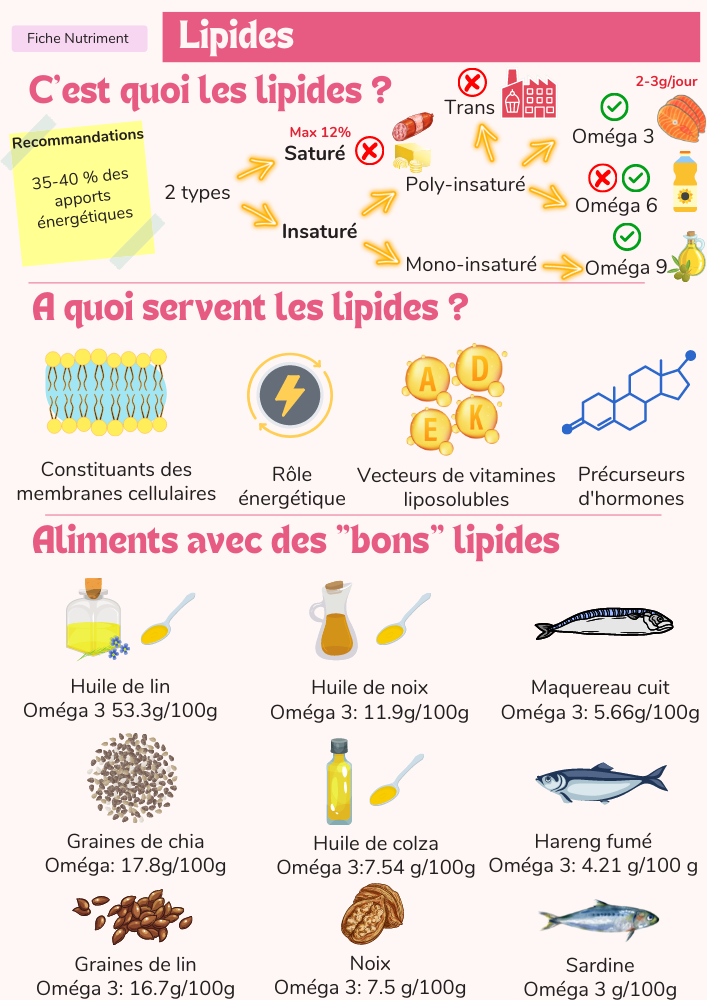 Fiche Nutriment
Lipides
C'est quoi les lipides ?
Recommandations
35-40 % des
apports
énergétiques
2 types
Max 12%
Saturé
Insaturé
Trans
Poly-insaturé
Mono-insaturé
2-3g/jour
Oméga 3
Oméga 6
Oméga 9
A quoi servent les lipides ?
A
D
E
K
Constituants des
membranes cellulaires
Rôle
énergétique
Vecteurs de vitamines
liposolubles
Précurseurs
d'hormones
Aliments avec des "bons" lipides
Huile de lin
Oméga 3 53.3g/100g
Huile de noix
Oméga 3: 11.9g/100g
Maquereau cuit
Oméga 3: 5.66g/100g
Graines de chia
Oméga: 17.8g/100g
Huile de colza
Oméga 3:7.54 g/100g
Hareng fumé
Oméga 3: 4.21 g/100 g
Graines de lin
Oméga 3: 16.7g/100g
Noix
Oméga 3: 7.5 g/100g
Sardine
Oméga 3 g/100g